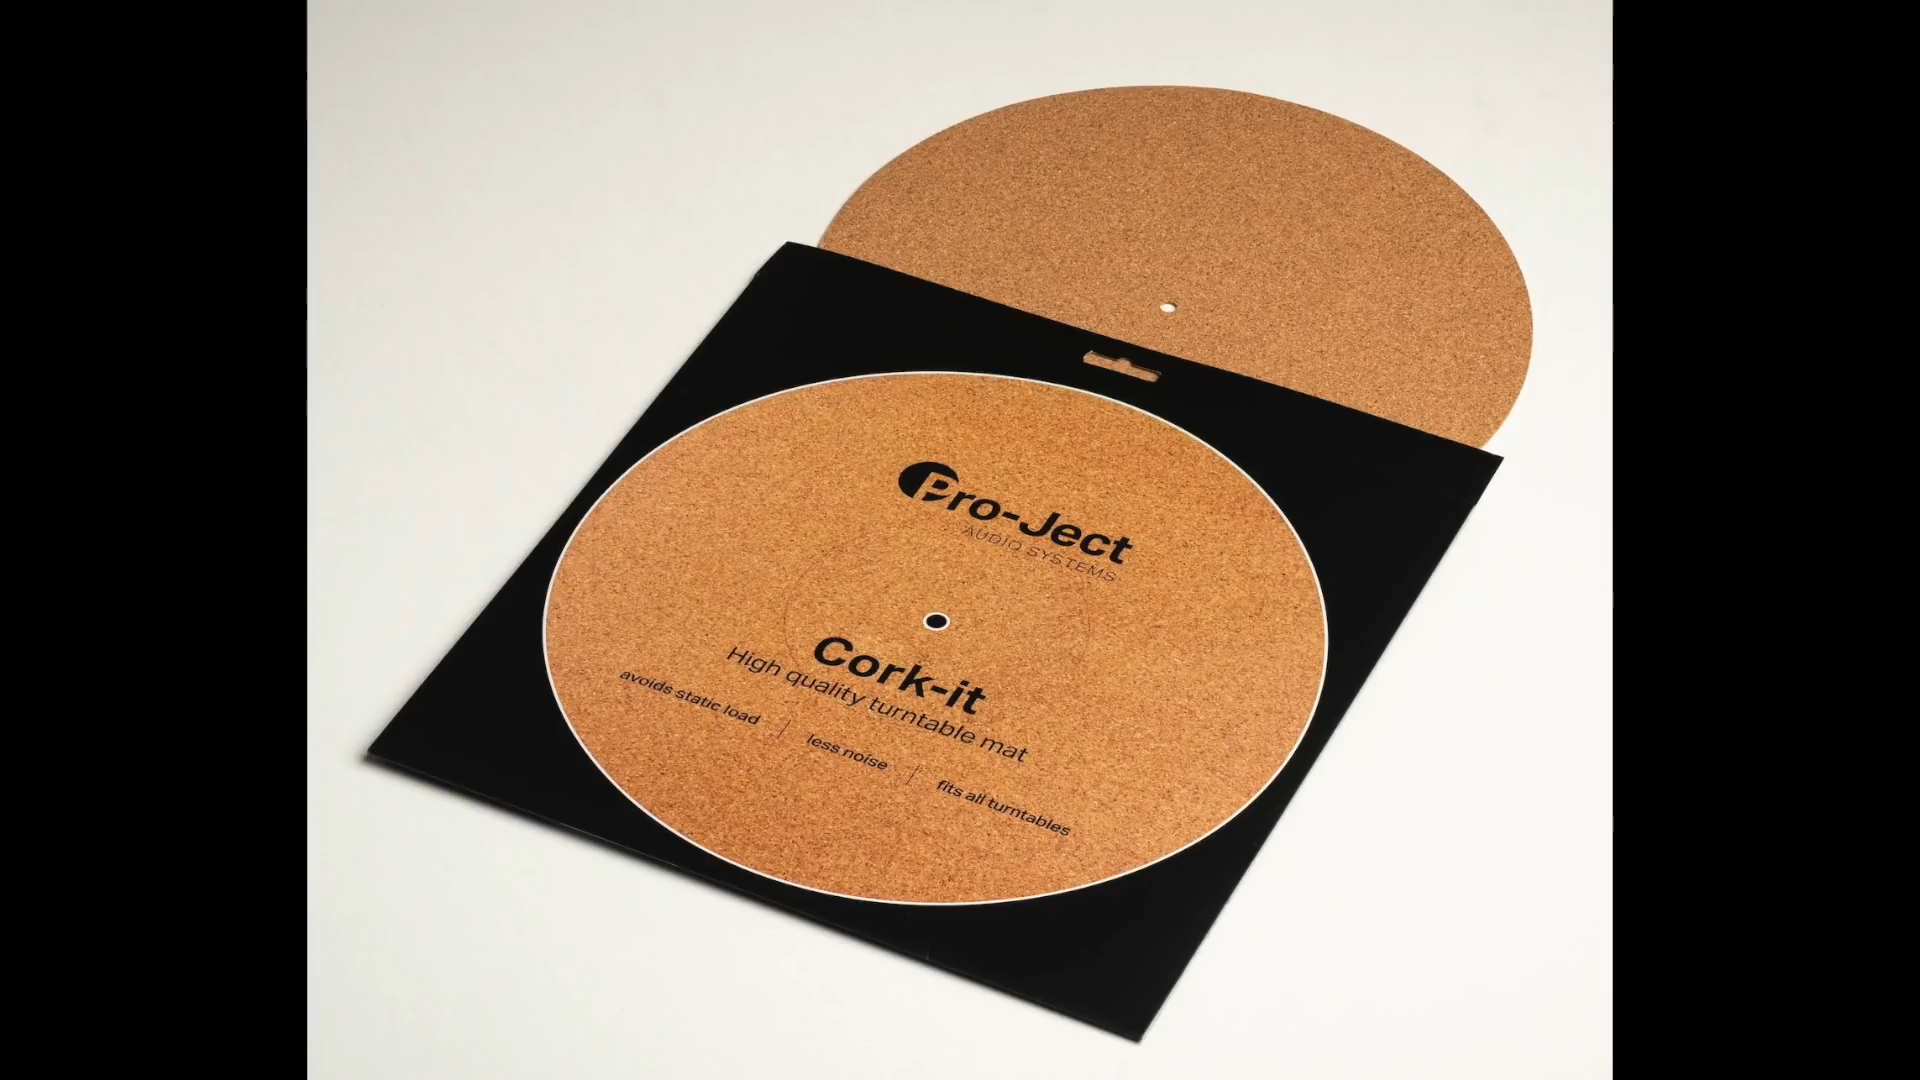 Pro-Ject
AUDIO SYSTEMS
Cork-it
High quality turntable mat
avoids static load | less noise | fits all turntables